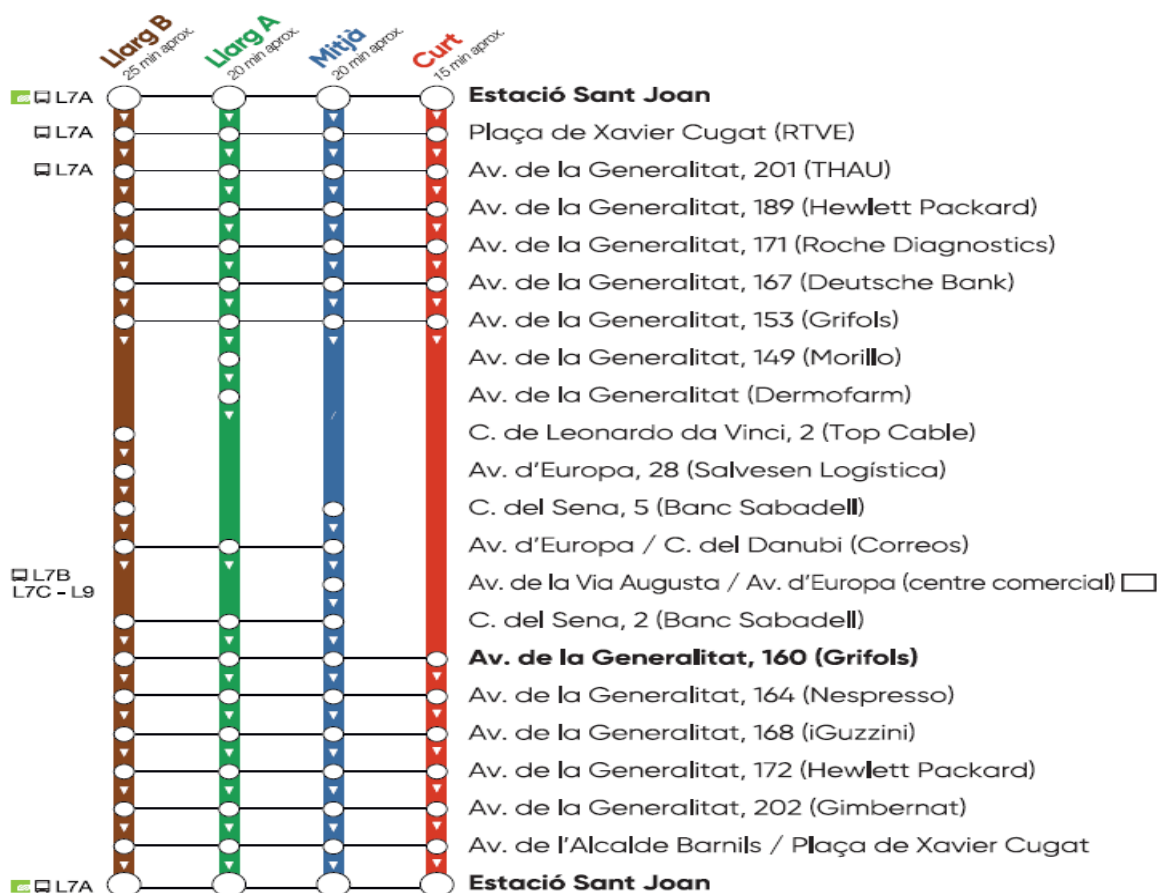 Llarg B
25 min aprox.
Llarg A
20 min aprox.
Mitjà
20 min aprox.
Curt
15 min aprox.
L7A Estació Sant Joan
L7A Plaça de Xavier Cugat (RTVE)
L7A Av. de la Generalitat, 201 (THAU)
Av. de la Generalitat, 189 (Hewlett Packard)
Av. de la Generalitat, 171 (Roche Diagnostics)
Av. de la Generalitat, 167 (Deutsche Bank)
Av. de la Generalitat, 153 (Grifols)
Av. de la Generalitat, 149 (Morillo)
Av. de la Generalitat (Dermofarm)
C. de Leonardo da Vinci, 2 (Top Cable)
Av. d'Europa, 28 (Salvesen Logística)
C. del Sena, 5 (Banc Sabadell)
Av. d'Europa / C. del Danubi (Correos)
L7B
L7C - L9
Av. de la Via Augusta / Av. d'Europa (centre comercial)
C. del Sena, 2 (Banc Sabadell)
Av. de la Generalitat, 160 (Grifols)
Av. de la Generalitat, 164 (Nespresso)
Av. de la Generalitat, 168 (iGuzzini)
Av. de la Generalitat, 172 (Hewlett Packard)
Av. de la Generalitat, 202 (Gimbernat)
Av. de l'Alcalde Barnils / Plaça de Xavier Cugat
L7A Estació Sant Joan